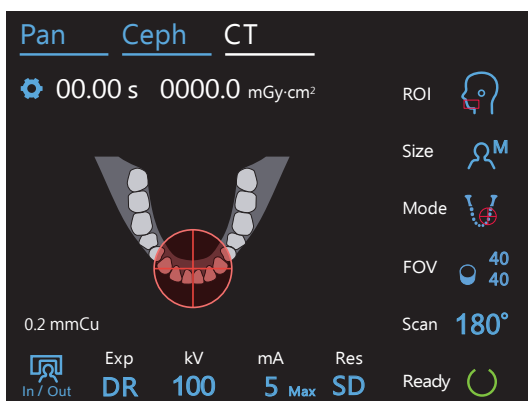 Pan Ceph CT
00.00 s 0000.0 mGy·cm²
ROI
Size M
Mode
FOV 40
40
0.2 mmCu
Scan 180°
Exp kV mA Res
In / Out DR 100 5 Max SD
Ready